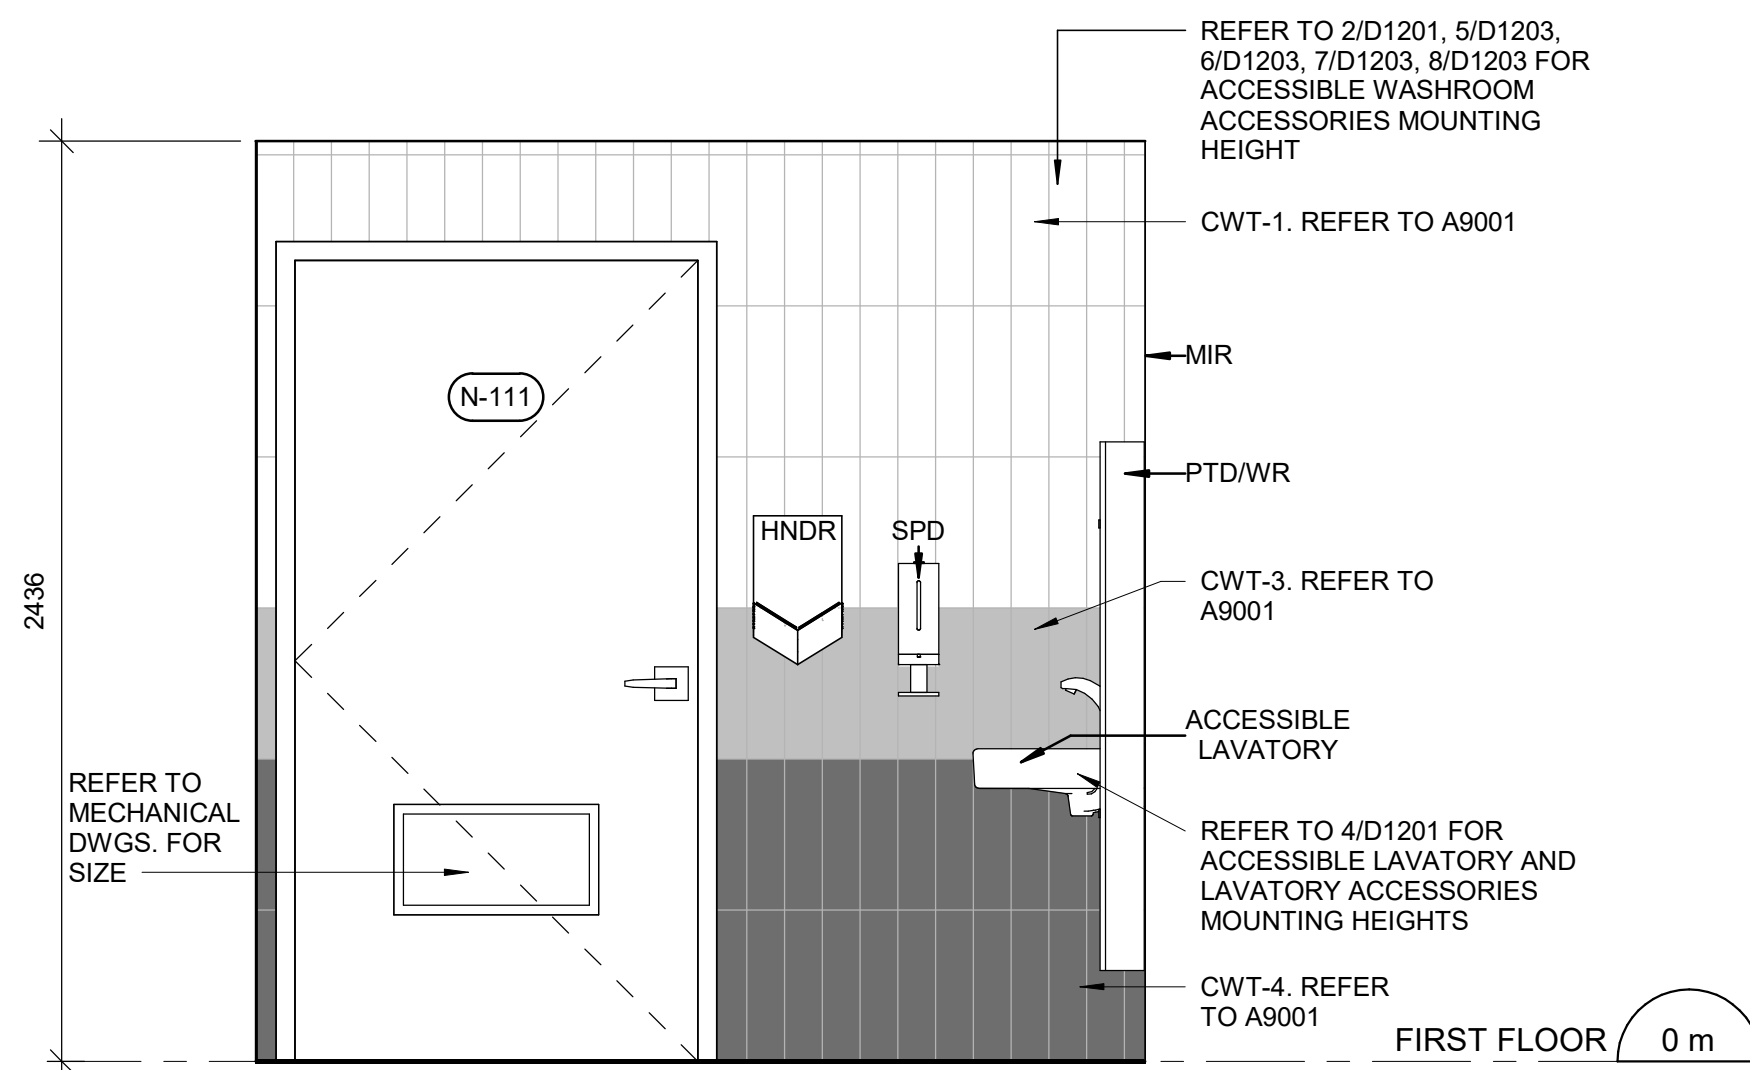 REFER TO 2/D1201, 5/D1203,
6/D1203, 7/D1203, 8/D1203 FOR
ACCESSIBLE WASHROOM
ACCESSORIES MOUNTING
HEIGHT
CWT-1. REFER TO A9001
MIR
N-111
PTD/WR
HNDR
SPD
2436
CWT-3. REFER TO
A9001
ACCESSIBLE
LAVATORY
REFER TO
MECHANICAL
DWGS. FOR
SIZE
REFER TO 4/D1201 FOR
ACCESSIBLE LAVATORY AND
LAVATORY ACCESSORIES
MOUNTING HEIGHTS
CWT-4. REFER
TO A9001
FIRST FLOOR
0 m